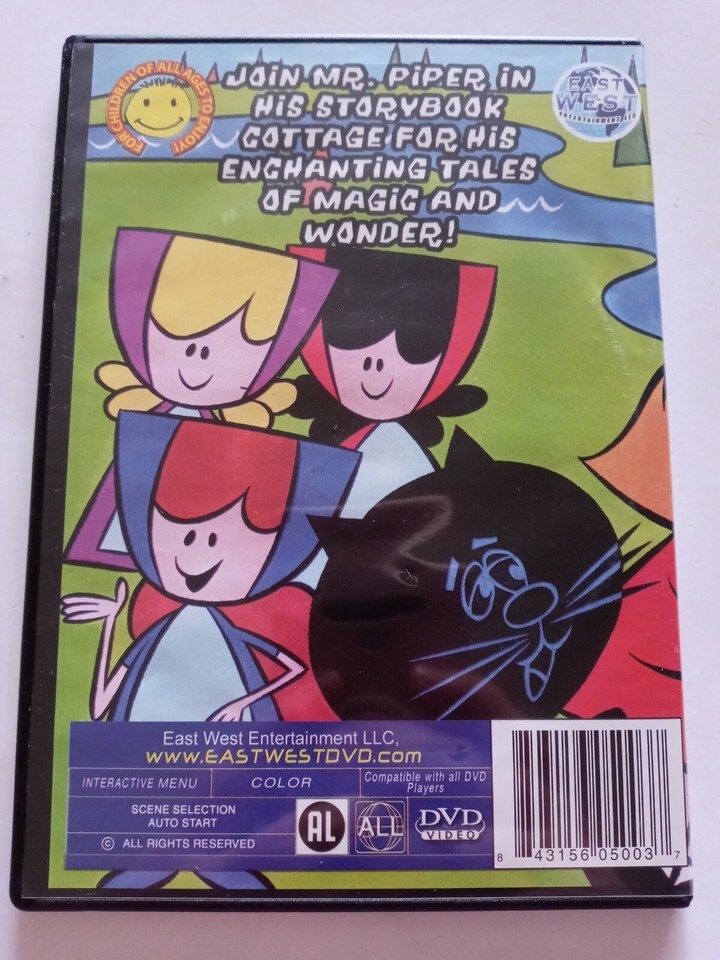 FOR CHILDREN OF ALL AGES TO ENJOY!
JOIN MR. PIPER IN
HIS STORYBOOK
COTTAGE FOR HIS
ENCHANTING TALES
OF MAGIC AND
WONDER!
EAST
WEST
ENTERTAINMENT LLC
East West Entertainment LLC,
www.EASTWESTDVD.com
INTERACTIVE MENU
COLOR
Compatible with all DVD
Players
SCENE SELECTION
AUTO START
© ALL RIGHTS RESERVED
AL
ALL
DVD
VIDEO
8 43156 05003 7